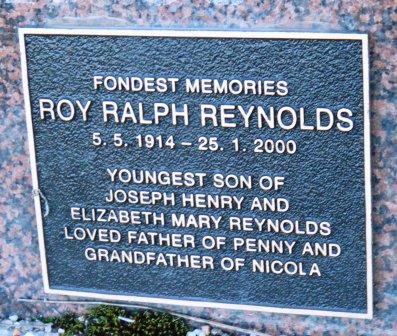 FONDEST MEMORIES
ROY RALPH REYNOLDS
5. 5. 1914 – 25. 1. 2000
YOUNGEST SON OF
JOSEPH HENRY AND
ELIZABETH MARY REYNOLDS
LOVED FATHER OF PENNY AND
GRANDFATHER OF NICOLA